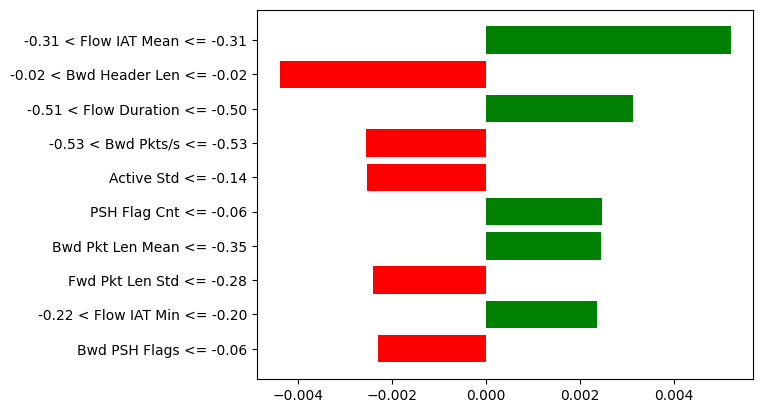 -0.31 < Flow IAT Mean <= -0.31
-0.02 < Bwd Header Len <= -0.02
-0.51 < Flow Duration <= -0.50
-0.53 < Bwd Pkts/s <= -0.53
Active Std <= -0.14
PSH Flag Cnt <= -0.06
Bwd Pkt Len Mean <= -0.35
Fwd Pkt Len Std <= -0.28
-0.22 < Flow IAT Min <= -0.20
Bwd PSH Flags <= -0.06
−0.004 −0.002 0.000 0.002 0.004